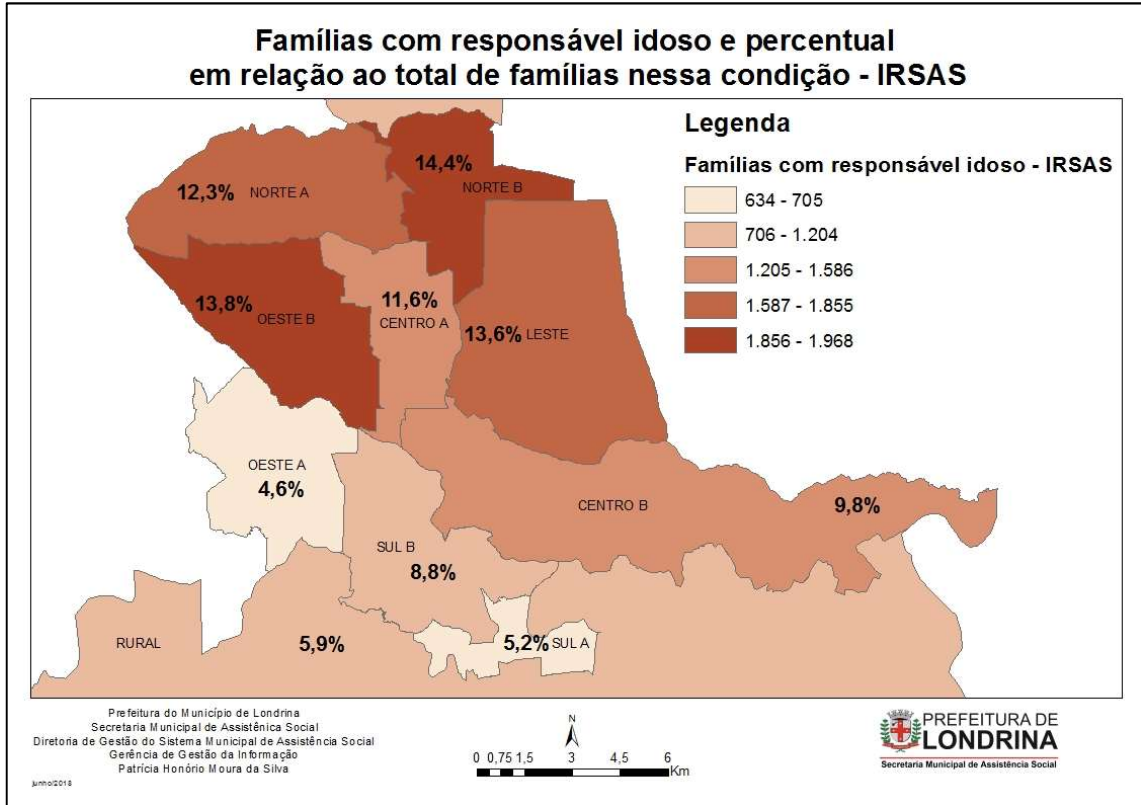 Famílias com responsável idoso e percentual
em relação ao total de famílias nessa condição - IRSAS
Legenda
Famílias com responsável idoso - IRSAS
634 - 705
706 - 1.204
1.205 - 1.586
1.587 - 1.855
1.856 - 1.968
14,4%
NORTE B
12,3% NORTE A
13,8%
OESTE B
11,6%
CENTRO A
13,6% LESTE
OESTE A
4,6%
CENTRO B
9,8%
SUL B
8,8%
RURAL
5,9%
5,2% SUL A
Prefeitura do Município de Londrina
Secretaria Municipal de Assistênica Social
Diretoria de Gestão do Sistema Municipal de Assistência Social
Gerência de Gestão da Informação
Patrícia Honório Moura da Silva
junho/2018
N
0 0,75 1,5 3 6
Km
PREFEITURA DE
LONDRINA
Secretaria Municipal de Assistência Social